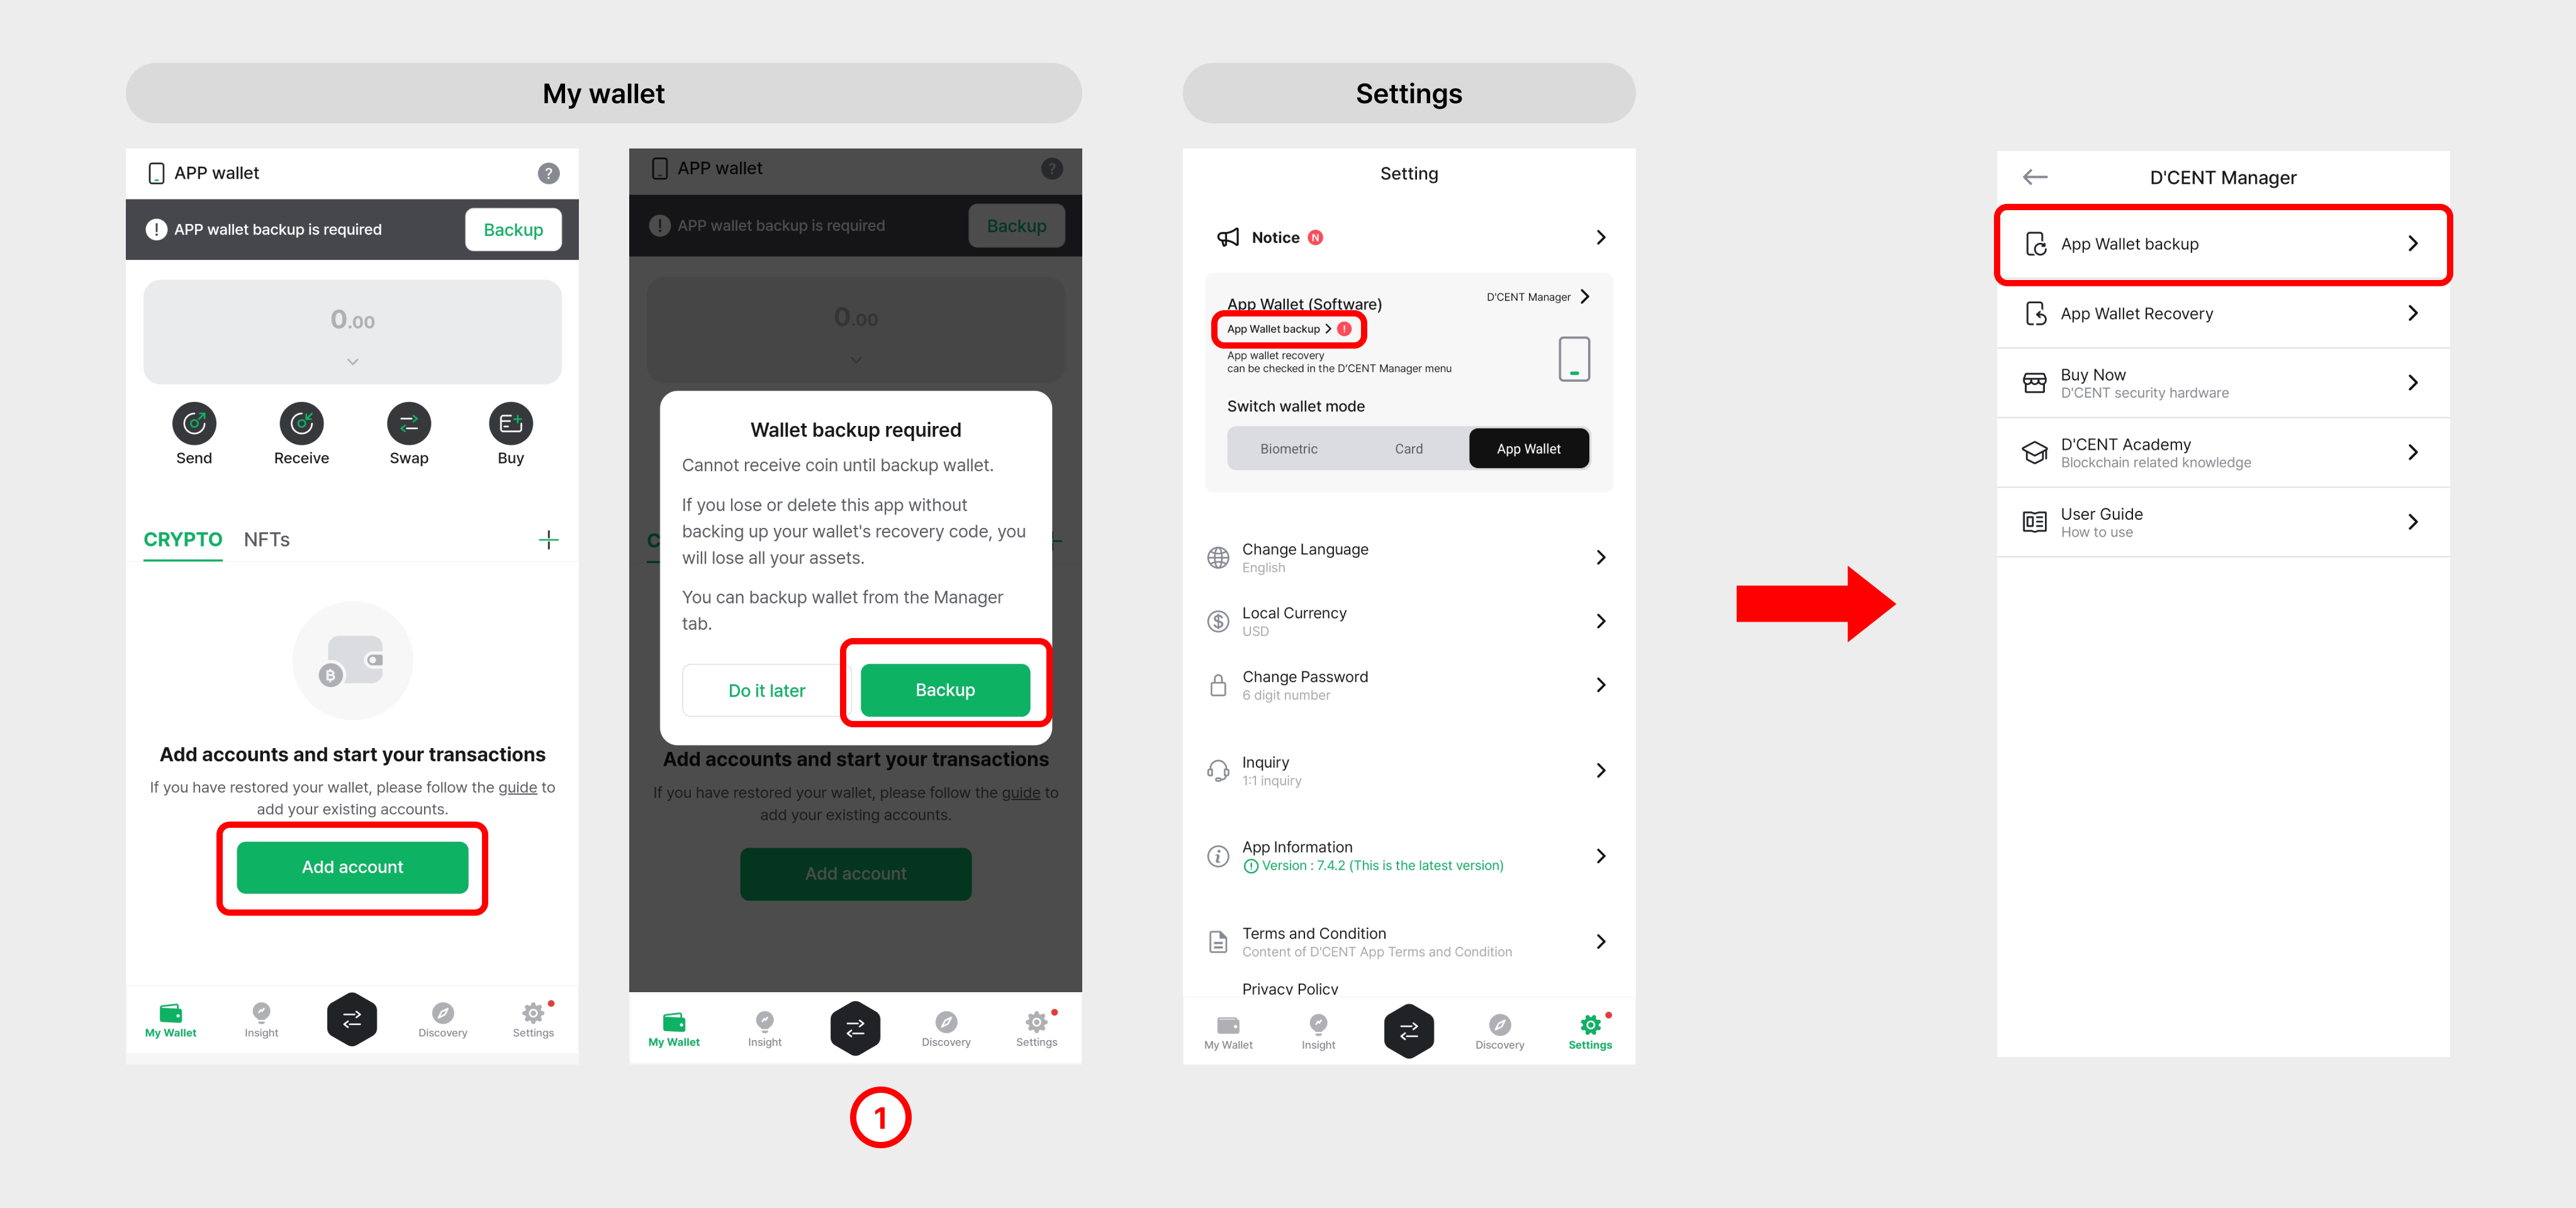 My wallet
APP wallet
?
! APP wallet backup is required
Backup
0.00
Send
Receive
Swap
Buy
CRYPTO
NFTs
Add accounts and start your transactions
If you have restored your wallet, please follow the guide to
add your existing accounts.
Add account
My Wallet
Insight
Discovery
Settings
APP wallet
?
! APP wallet backup is required
Backup
0.00
C
Wallet backup required
Cannot receive coin until backup wallet.
If you lose or delete this app without
backing up your wallet's recovery code, you
will lose all your assets.
You can backup wallet from the Manager
tab.
Do it later
Backup
Add accounts and start your transactions
If you have restored your wallet, please follow the guide to
add your existing accounts.
Add account
My Wallet
Insight
Discovery
Settings
1
Settings
Setting
Notice N
App Wallet (Software)
D'CENT Manager
App Wallet backup > !
App wallet recovery
can be checked in the D'CENT Manager menu
Switch wallet mode
Biometric
Card
App Wallet
Change Language
English
Local Currency
USD
Change Password
6 digit number
Inquiry
1:1 inquiry
App Information
Version : 7.4.2 (This is the latest version)
Terms and Condition
Content of D'CENT App Terms and Condition
Privacy Policy
My Wallet
Insight
Discovery
Settings
D'CENT Manager
App Wallet backup
App Wallet Recovery
Buy Now
D'CENT security hardware
D'CENT Academy
Blockchain related knowledge
User Guide
How to use